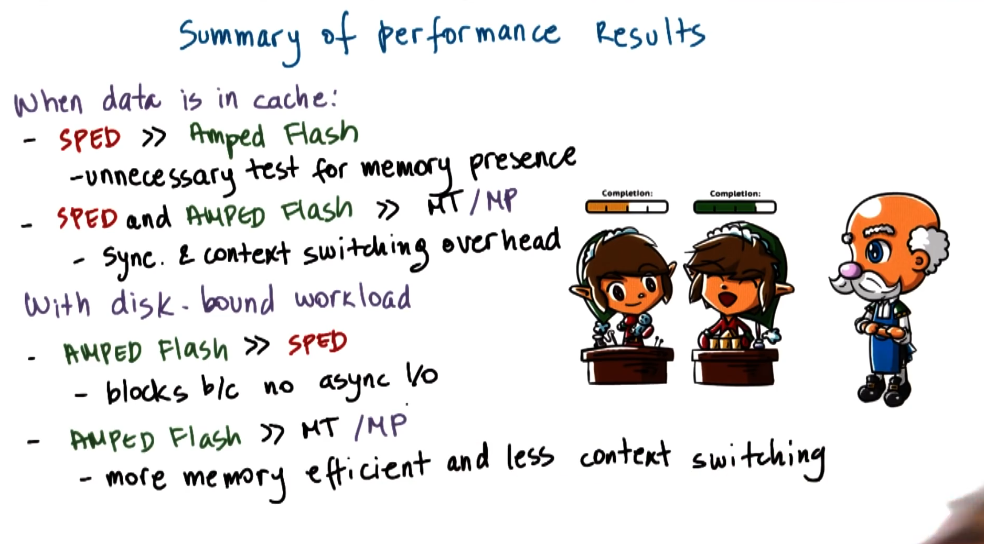 Summary of performance Results
When data is in cache:
- SPED >> Amped Flash
-unnecessary test for memory presence
- SPED and AMPED Flash >> MT/MP
- Sync. & context switching overhead
With disk-bound workload
- AMPED Flash >> SPED
- blocks b/c no async I/o
- AMPED Flash >> MT/MP
- more memory efficient and less context switching
Completion:
Completion: